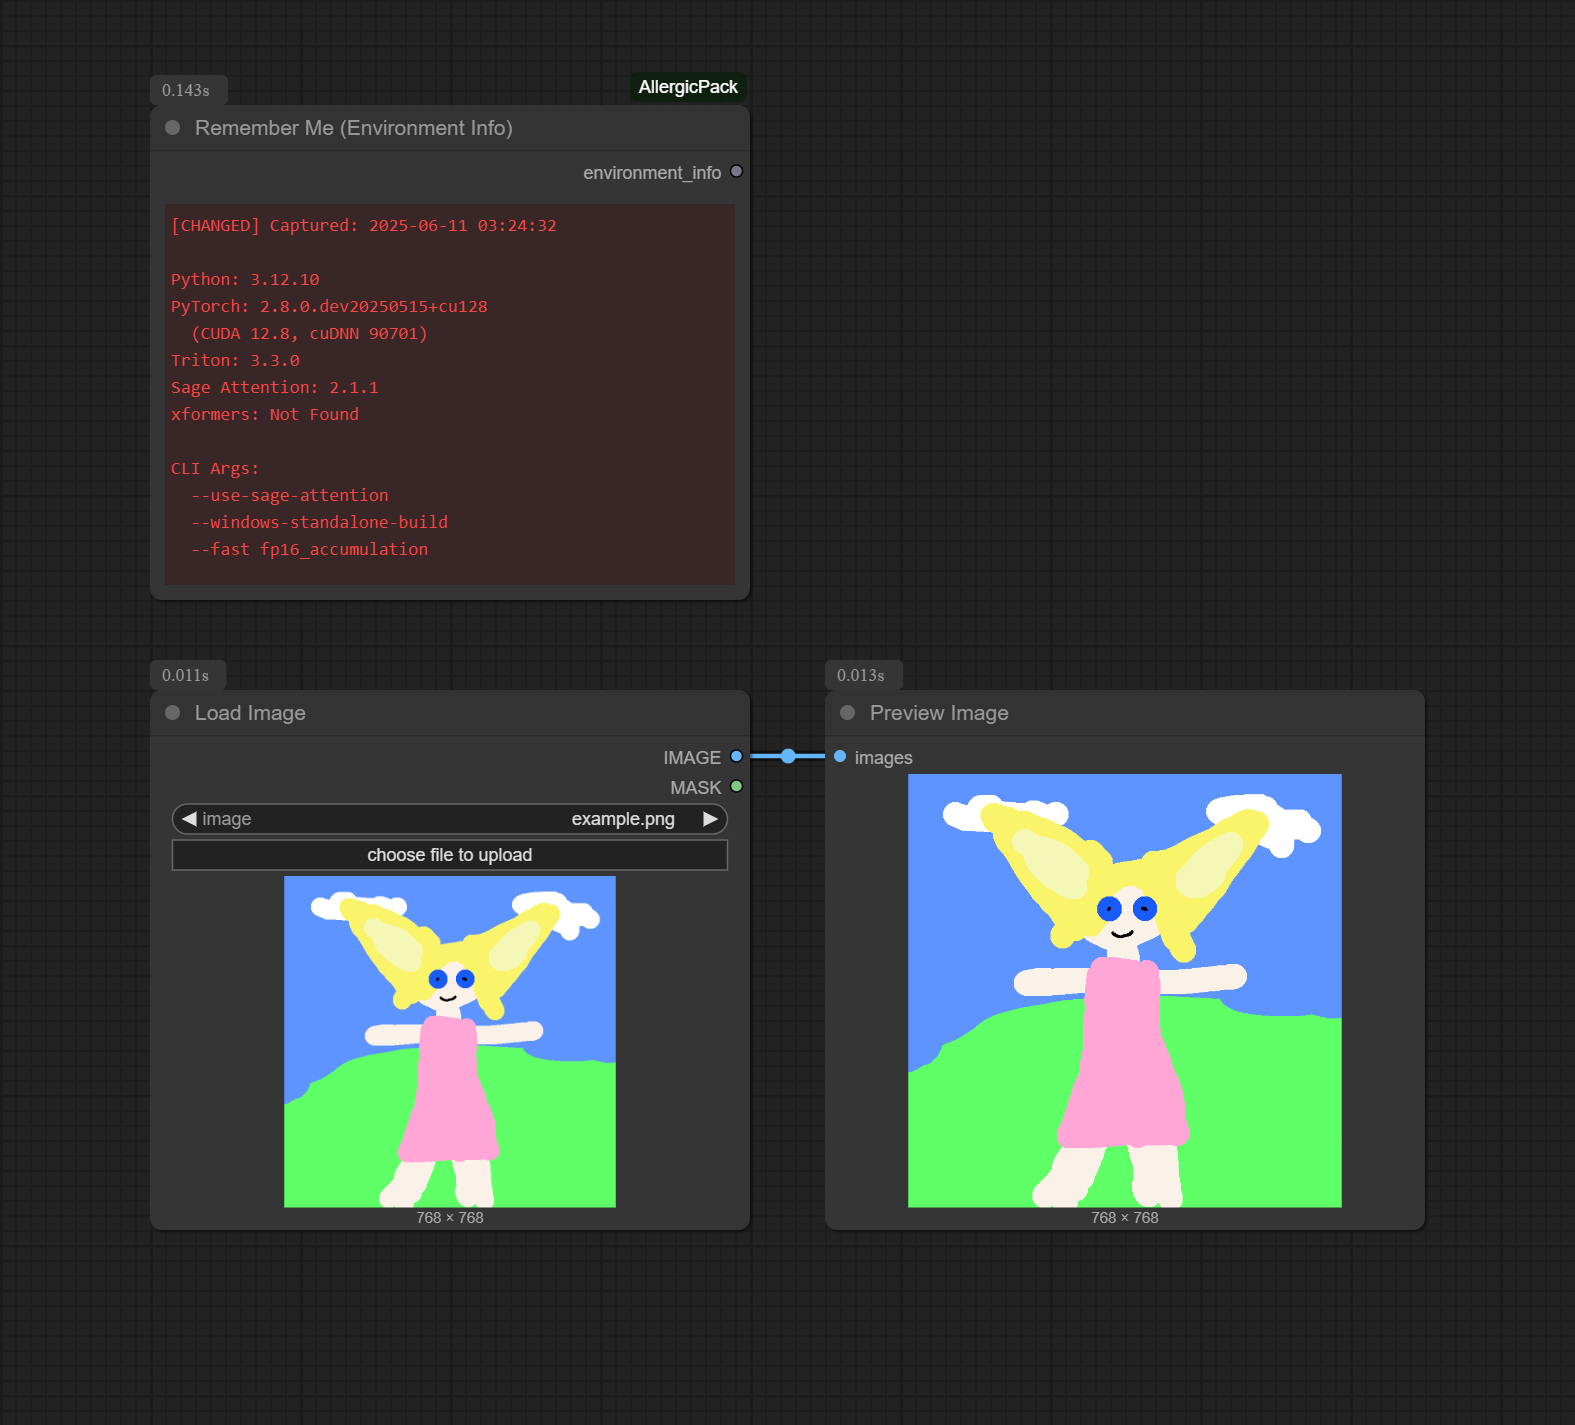 0.143s
AllergicPack
Remember Me (Environment Info)
environment_info
[CHANGED] Captured: 2025-06-11 03:24:32
Python: 3.12.10
PyTorch: 2.8.0.dev20250515+cu128
(CUDA 12.8, cuDNN 90701)
Triton: 3.3.0
Sage Attention: 2.1.1
xformers: Not Found
CLI Args:
--use-sage-attention
--windows-standalone-build
--fast fp16_accumulation
0.011s
Load Image
IMAGE
MASK
image example.png
choose file to upload
768 × 768
0.013s
Preview Image
images
768 × 768